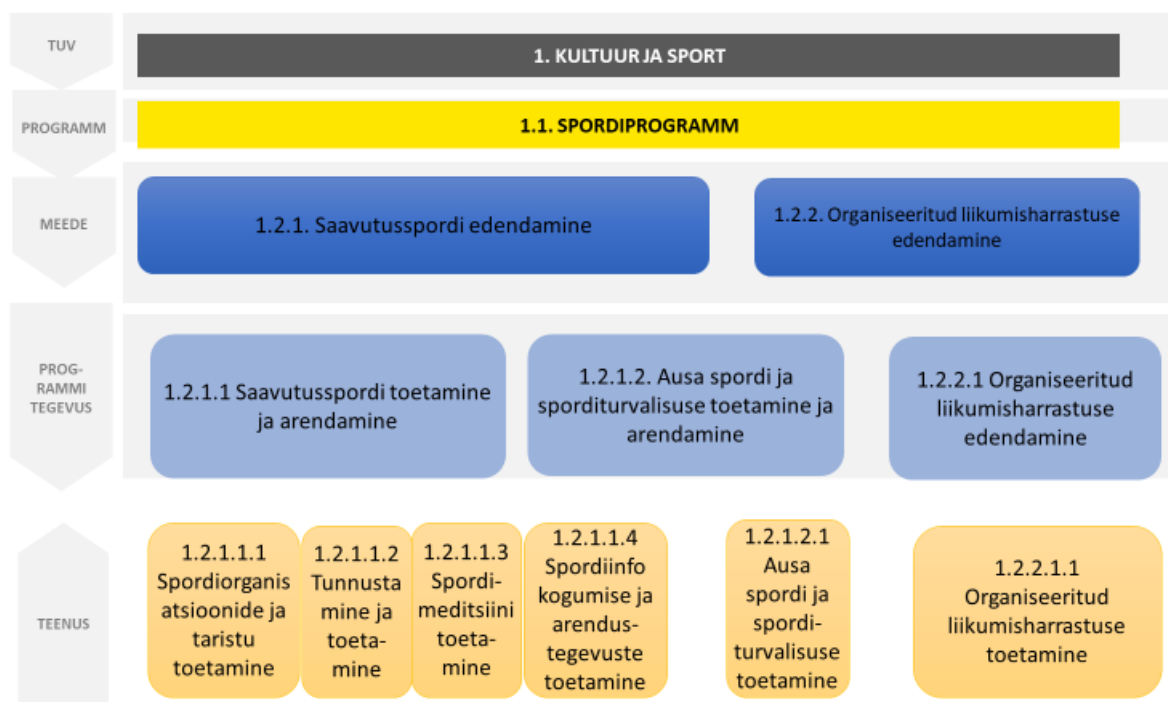 TUV
1. KULTUUR JA SPORT
PROGRAMM
1.1. SPORDIPROGRAMM
MEEDE
1.2.1. Saavutusspordi edendamine
1.2.2. Organiseeritud liikumisharrastuse
edendamine
PROG-
RAMMI
TEGEVUS
1.2.1.1 Saavutusspordi toetamine
ja arendamine
1.2.1.2. Ausa spordi ja
sporditurvalisuse toetamine ja
arendamine
1.2.2.1 Organiseeritud
liikumisharrastuse
edendamine
TEENUS
1.2.1.1.1
Spordiorganis
atsioonide ja
taristu
toetamine
1.2.1.1.2
Tunnusta
mine ja
toeta-
mine
1.2.1.1.3
Spordi-
meditsiini
toeta-
mine
1.2.1.1.4
Spordiinfo
kogumise ja
arendus-
tegevuste
toetamine
1.2.1.2.1
Ausa
spordi ja
spordi-
turvalisuse
toetamine
1.2.2.1.1
Organiseeritud
liikumisharrastuse
toetamine